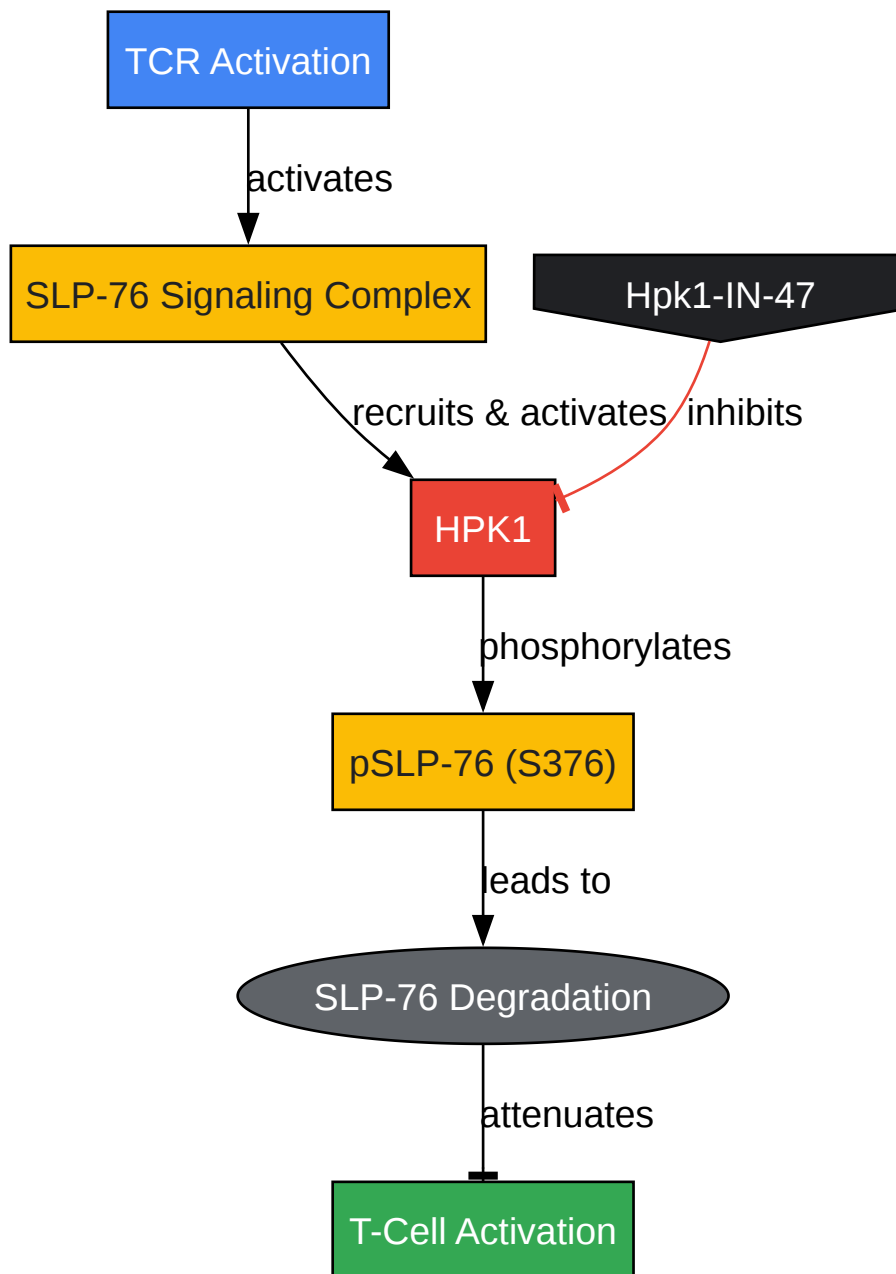 TCR Activation
activates
SLP-76 Signaling Complex
Hpk1-IN-47
recruits & activates
inhibits
HPK1
phosphorylates
pSLP-76 (S376)
leads to
SLP-76 Degradation
attenuates
T-Cell Activation